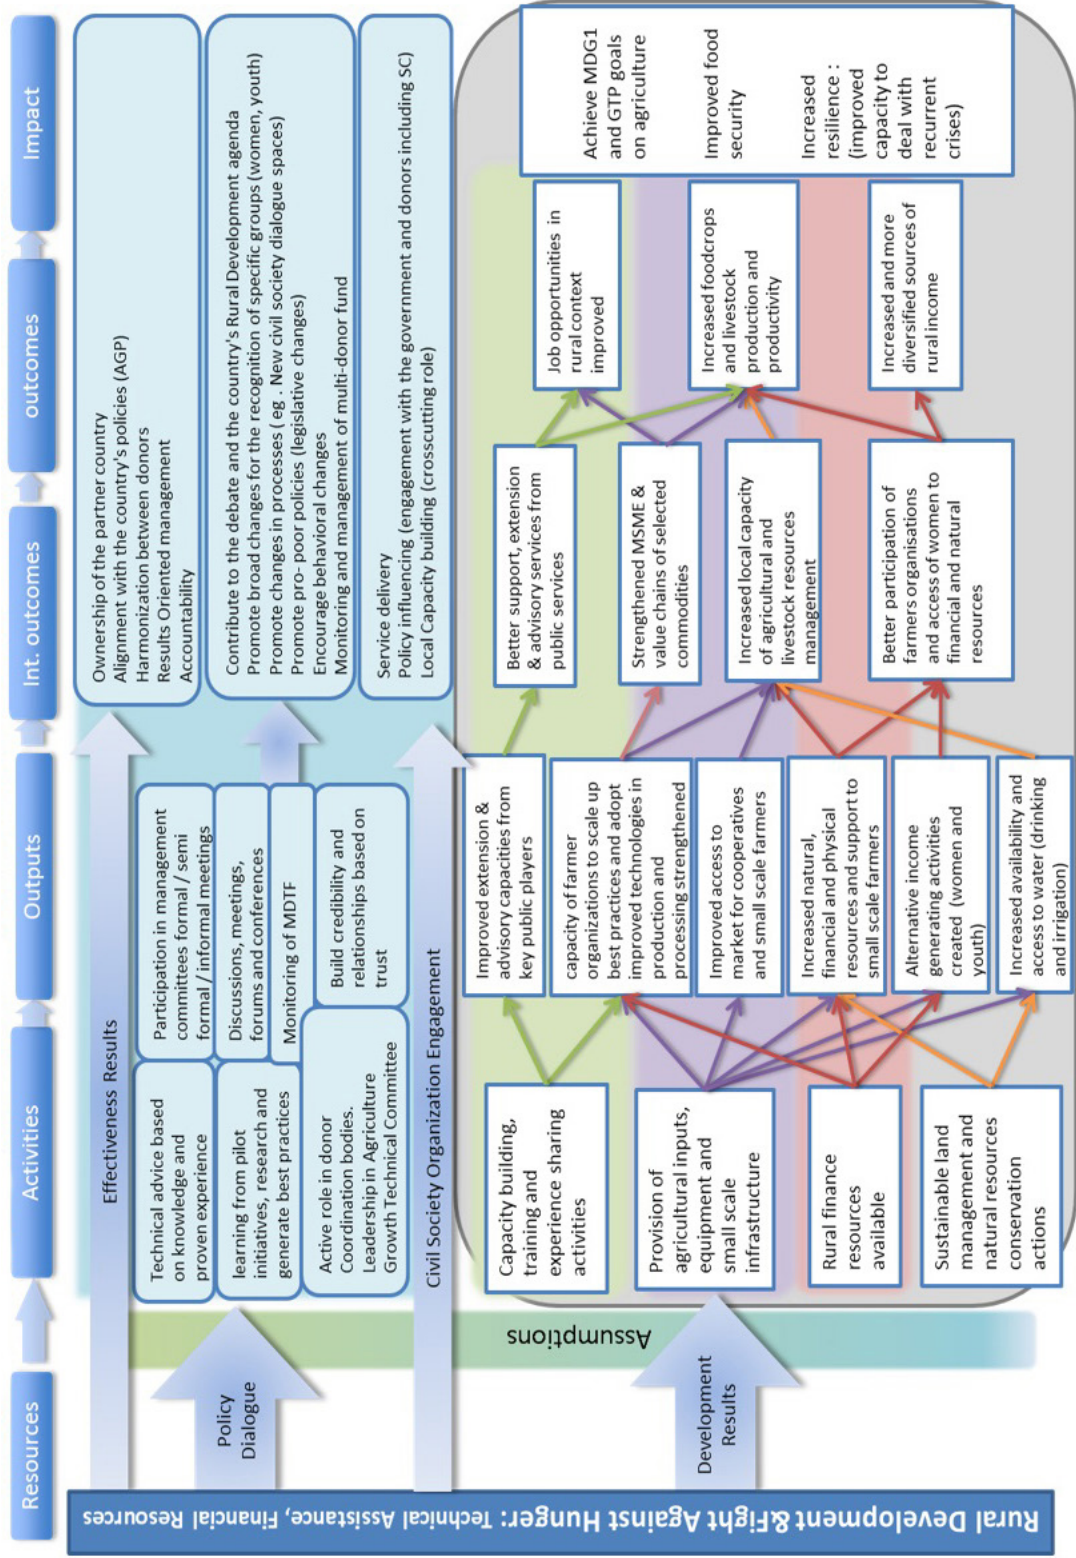 Resources
Activities
Outputs
Int. outcomes
outcomes
Impact
Rural Development &Fight Against Hunger: Technical Assistance, Financial Resources
Effectiveness Results
Ownership of the partner country
Alignment with the country's policies (AGP)
Harmonization between donors
Results Oriented management
Accountability
Policy
Dialogue
Technical advice based
on knowledge and
proven experience
learning from pilot
initiatives, research and
generate best practices
Active role in donor
Coordination bodies.
Leadership in Agriculture
Growth Technical Committee
Participation in management
committees formal / semi
formal / informal meetings
Discussions, meetings,
forums and conferences
Monitoring of MDTF
Build credibility and
relationships based on
trust
Contribute to the debate and the country's Rural Development agenda
Promote broad changes for the recognition of specific groups (women, youth)
Promote changes in processes ( eg . New civil society dialogue spaces)
Promote pro- poor policies (legislative changes)
Encourage behavioral changes
Monitoring and management of multi-donor fund
Civil Society Organization Engagement
Service delivery
Policy influencing (engagement with the government and donors including SC)
Local Capacity building (crosscutting role)
Assumptions
Development
Results
Capacity building,
training and
experience sharing
activities
Provision of
agricultural inputs,
equipment and
small scale
infrastructure
Rural finance
resources
available
Sustainable land
management and
natural resources
conservation
actions
Improved extension &
advisory capacities from
key public players
capacity of farmer
organizations to scale up
best practices and adopt
improved technologies in
production and
processing strengthened
Improved access to
market for cooperatives
and small scale farmers
Increased natural,
financial and physical
resources and support to
small scale farmers
Alternative income
generating activities
created (women and
youth)
Increased availability and
access to water (drinking
and irrigation)
Better support, extension
& advisory services from
public services
Strengthened MSME &
value chains of selected
commodities
Increased local capacity
of agricultural and
livestock resources
management
Better participation of
farmers organisations
and access of women to
financial and natural
resources
Job opportunities in
rural context
improved
Increased foodcrops
and livestock
production and
productivity
Increased and more
diversified sources of
rural income
Achieve MDG1
and GTP goals
on agriculture
Improved food
security
Increased
resilience :
(improved
capacity to
deal with
recurrent
crises)